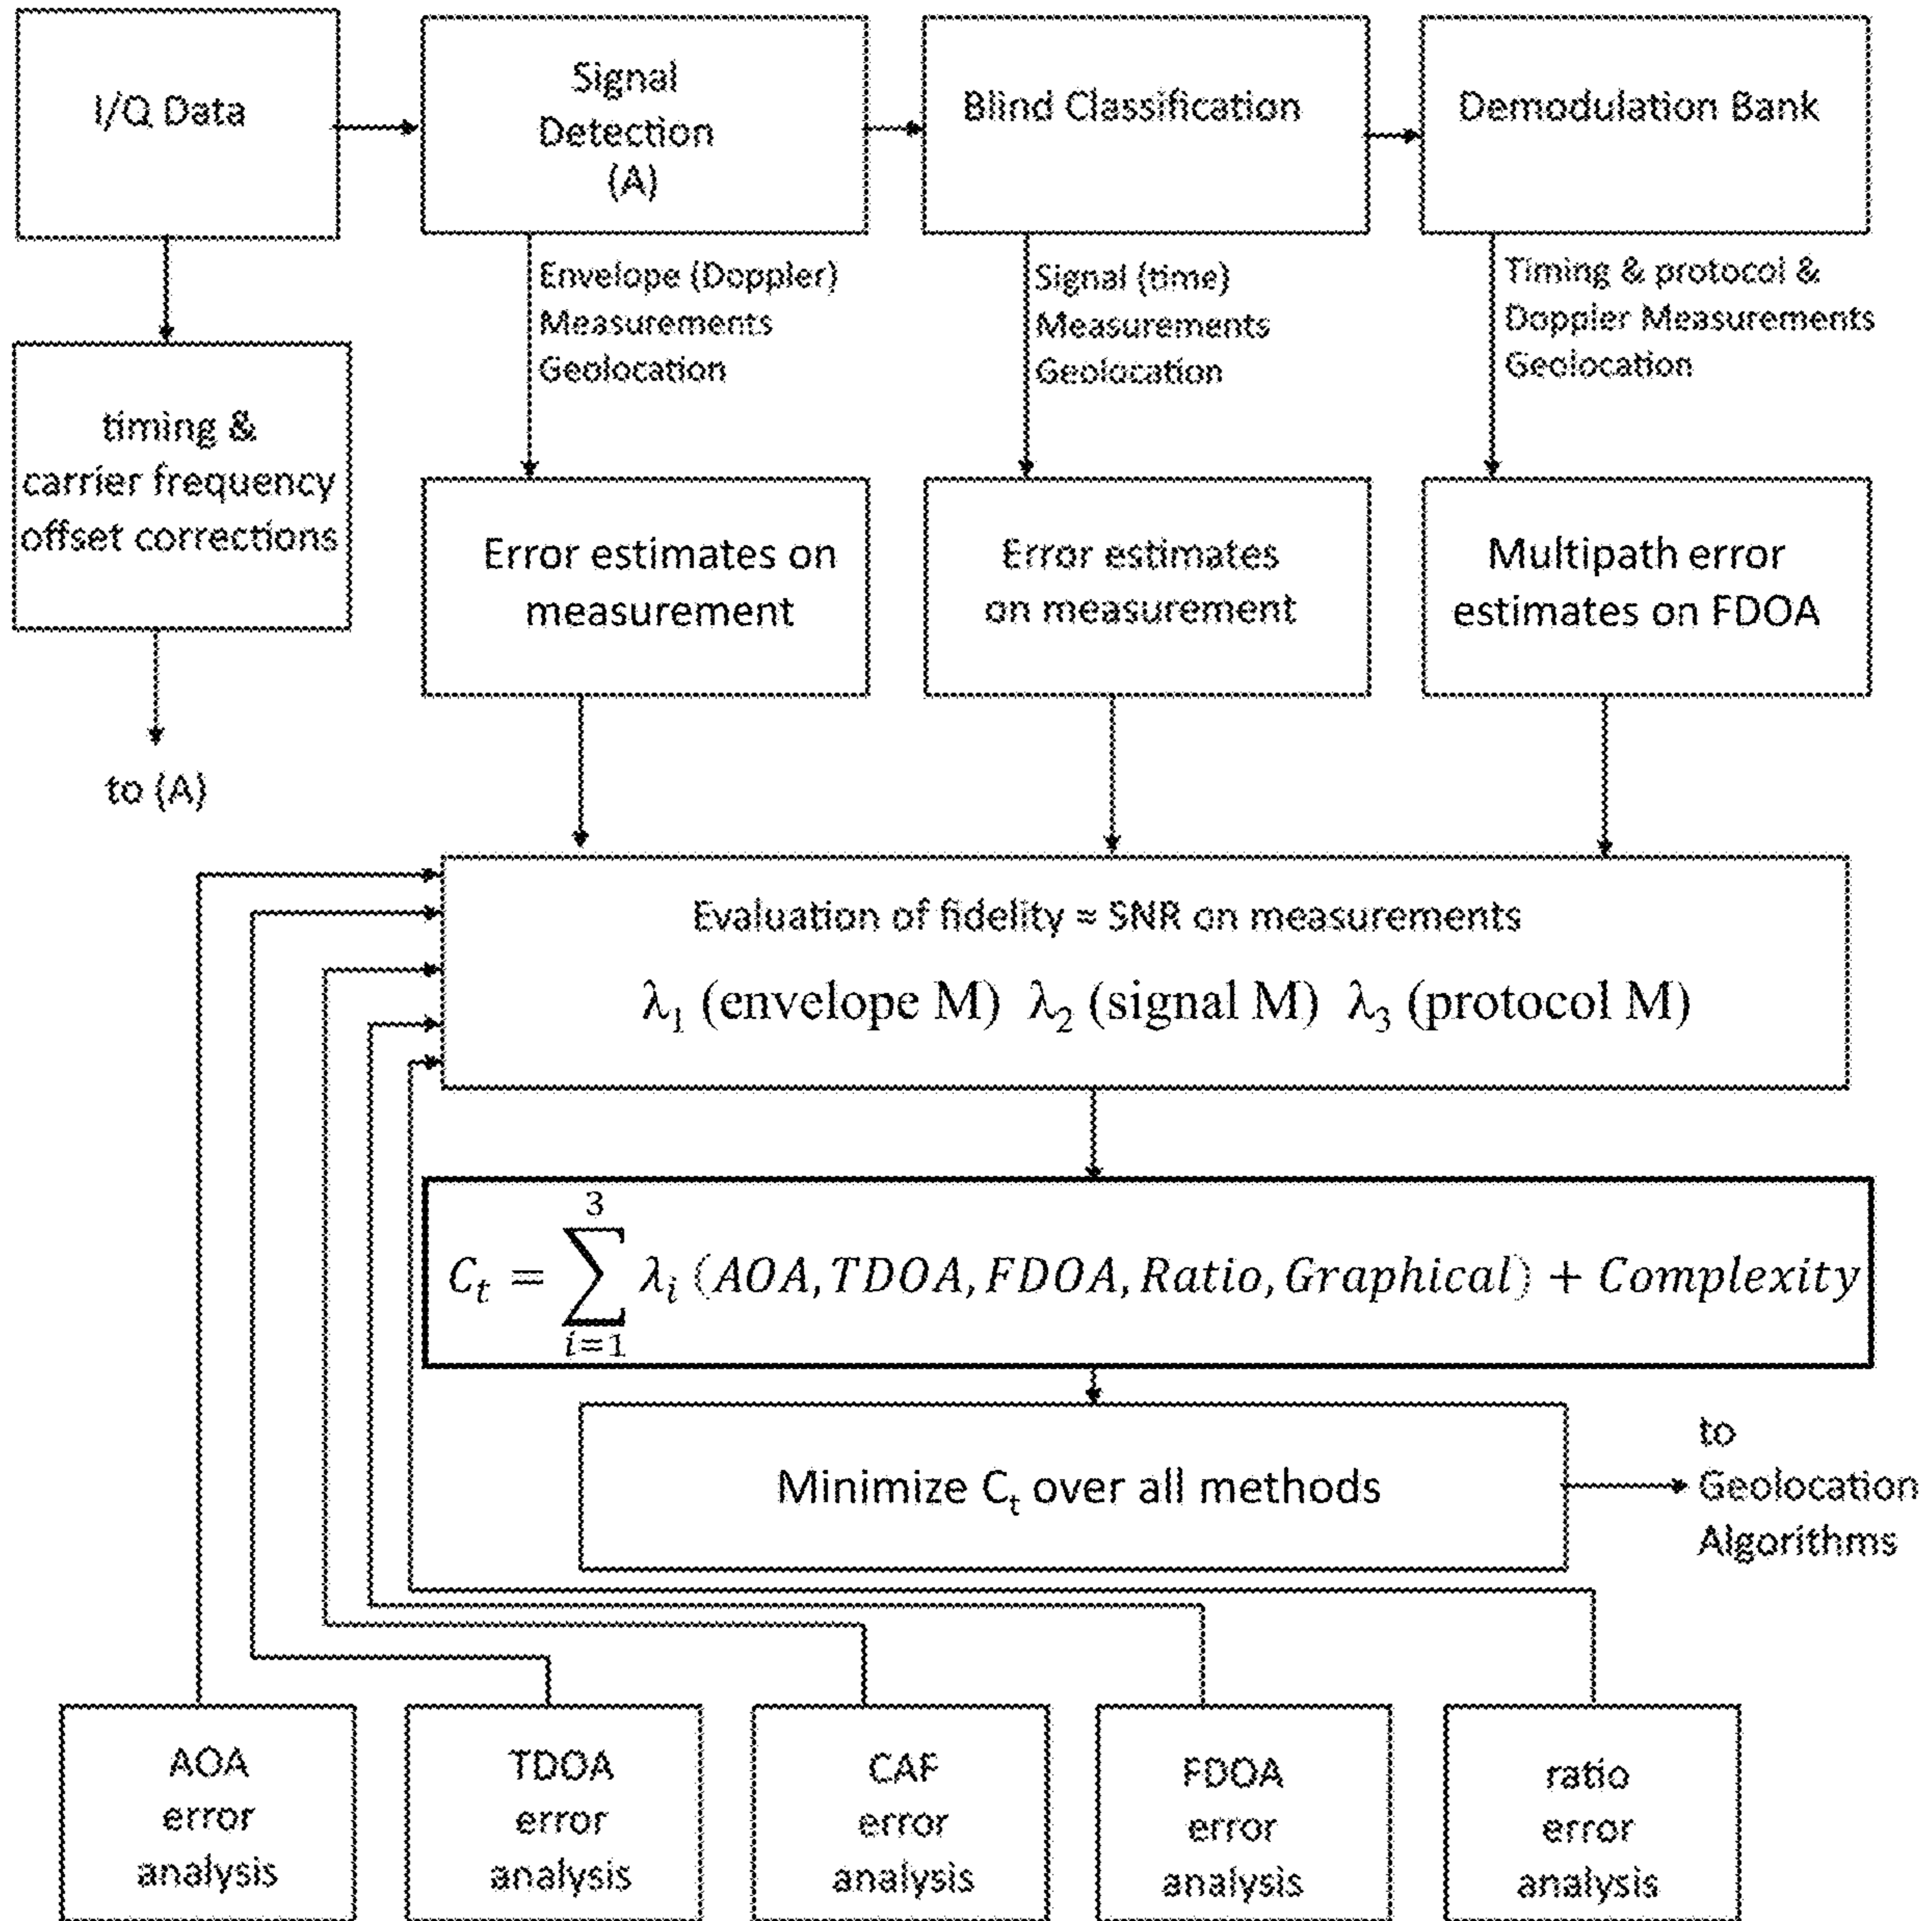 I/Q Data
Signal
Detection
(A)
Blind Classification
Demodulation Bank
Envelope (Doppler)
Measurements
Geolocation
Signal (time)
Measurements
Geolocation
Timing & protocol &
Doppler Measurements
Geolocation
timing &
carrier frequency
offset corrections
to (A)
Error estimates on
measurement
Error estimates
on measurement
Multipath error
estimates on FDOA
Evaluation of fidelity ≈ SNR on measurements
λ₁ (envelope M) λ₂ (signal M) λ₃ (protocol M)
C_t = ∑_{i=1}^{3} λ_i (AOA, TDOA, FDOA, Ratio, Graphical) + Complexity
Minimize C_t over all methods
to
Geolocation
Algorithms
AOA
error
analysis
TDOA
error
analysis
CAF
error
analysis
FDOA
error
analysis
ratio
error
analysis